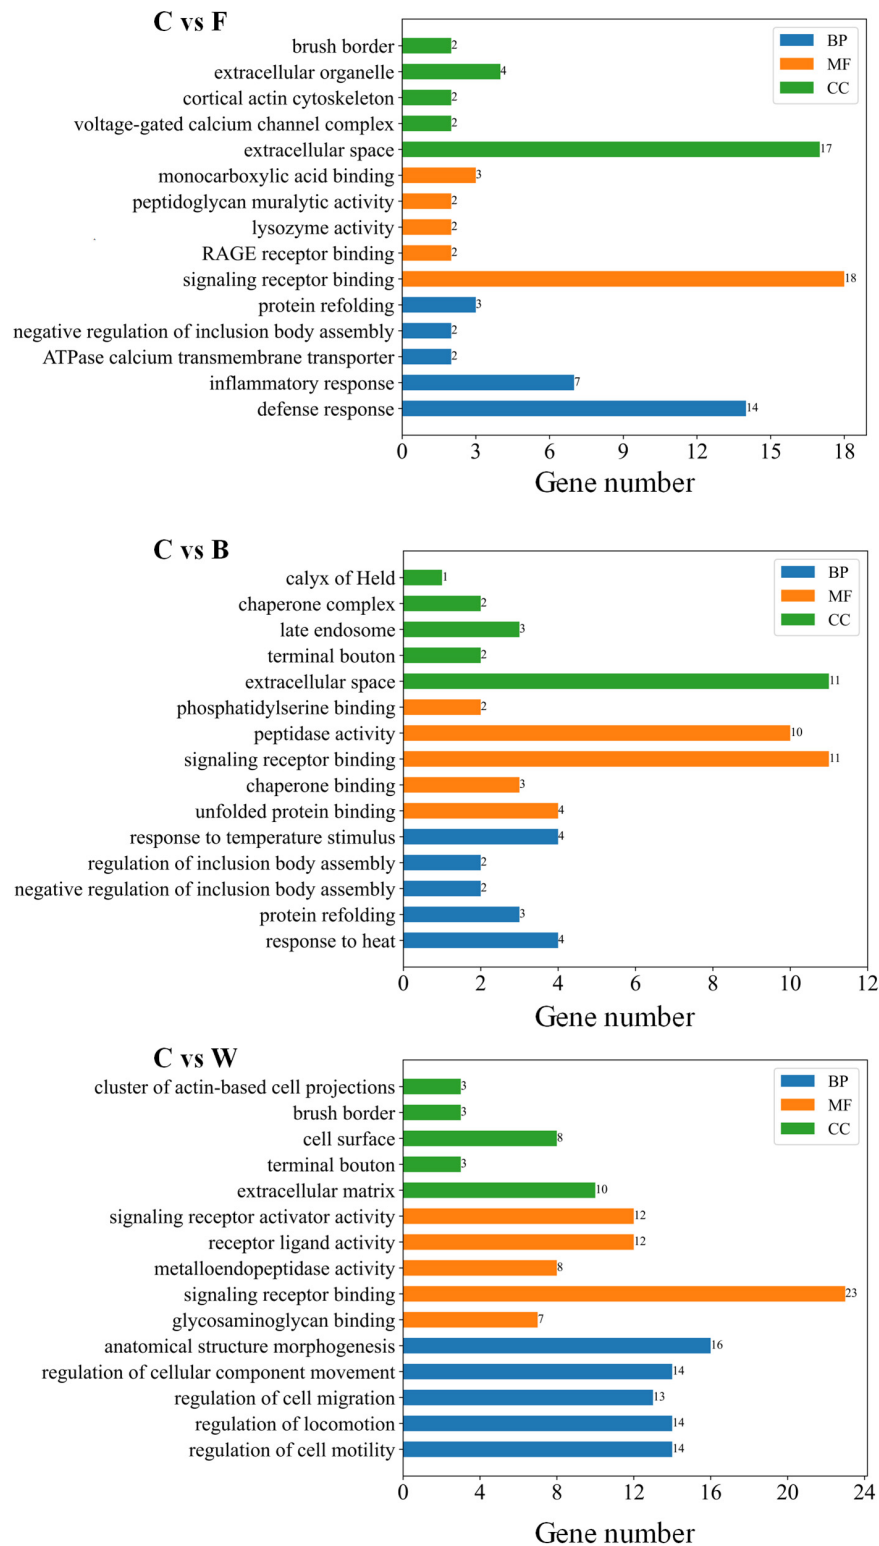 C vs F
BP
MF
CC
brush border 2
extracellular organelle 4
cortical actin cytoskeleton 2
voltage-gated calcium channel complex 2
extracellular space 17
monocarboxylic acid binding 3
peptidoglycan muralytic activity 2
lysozyme activity 2
RAGE receptor binding 2
signaling receptor binding 18
protein refolding 3
negative regulation of inclusion body assembly 2
ATPase calcium transmembrane transporter 2
inflammatory response 7
defense response 14
0 3 6 9 12 15 18
Gene number
C vs B
BP
MF
CC
calyx of Held 1
chaperone complex 2
late endosome 3
terminal bouton 2
extracellular space 11
phosphatidylserine binding 2
peptidase activity 10
signaling receptor binding 11
chaperone binding 3
unfolded protein binding 4
response to temperature stimulus 4
regulation of inclusion body assembly 2
negative regulation of inclusion body assembly 2
protein refolding 3
response to heat 4
0 2 4 6 8 10 12
Gene number
C vs W
BP
MF
CC
cluster of actin-based cell projections 3
brush border 3
cell surface 8
terminal bouton 3
extracellular matrix 10
signaling receptor activator activity 12
receptor ligand activity 12
metalloendopeptidase activity 8
signaling receptor binding 23
glycosaminoglycan binding 7
anatomical structure morphogenesis 16
regulation of cellular component movement 14
regulation of cell migration 13
regulation of locomotion 14
regulation of cell motility 14
0 4 8 12 16 20 24
Gene number